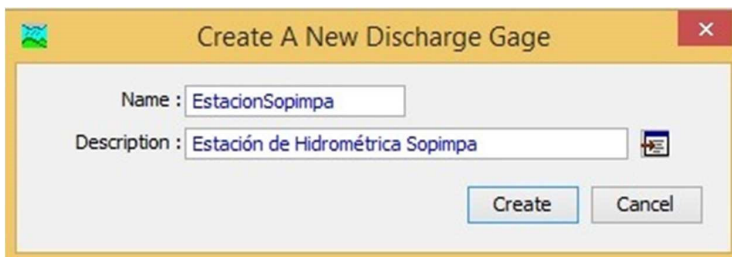 Create A New Discharge Gage
Name : EstacionSopimpa
Description : Estación de Hidrométrica Sopimpa
Create Cancel